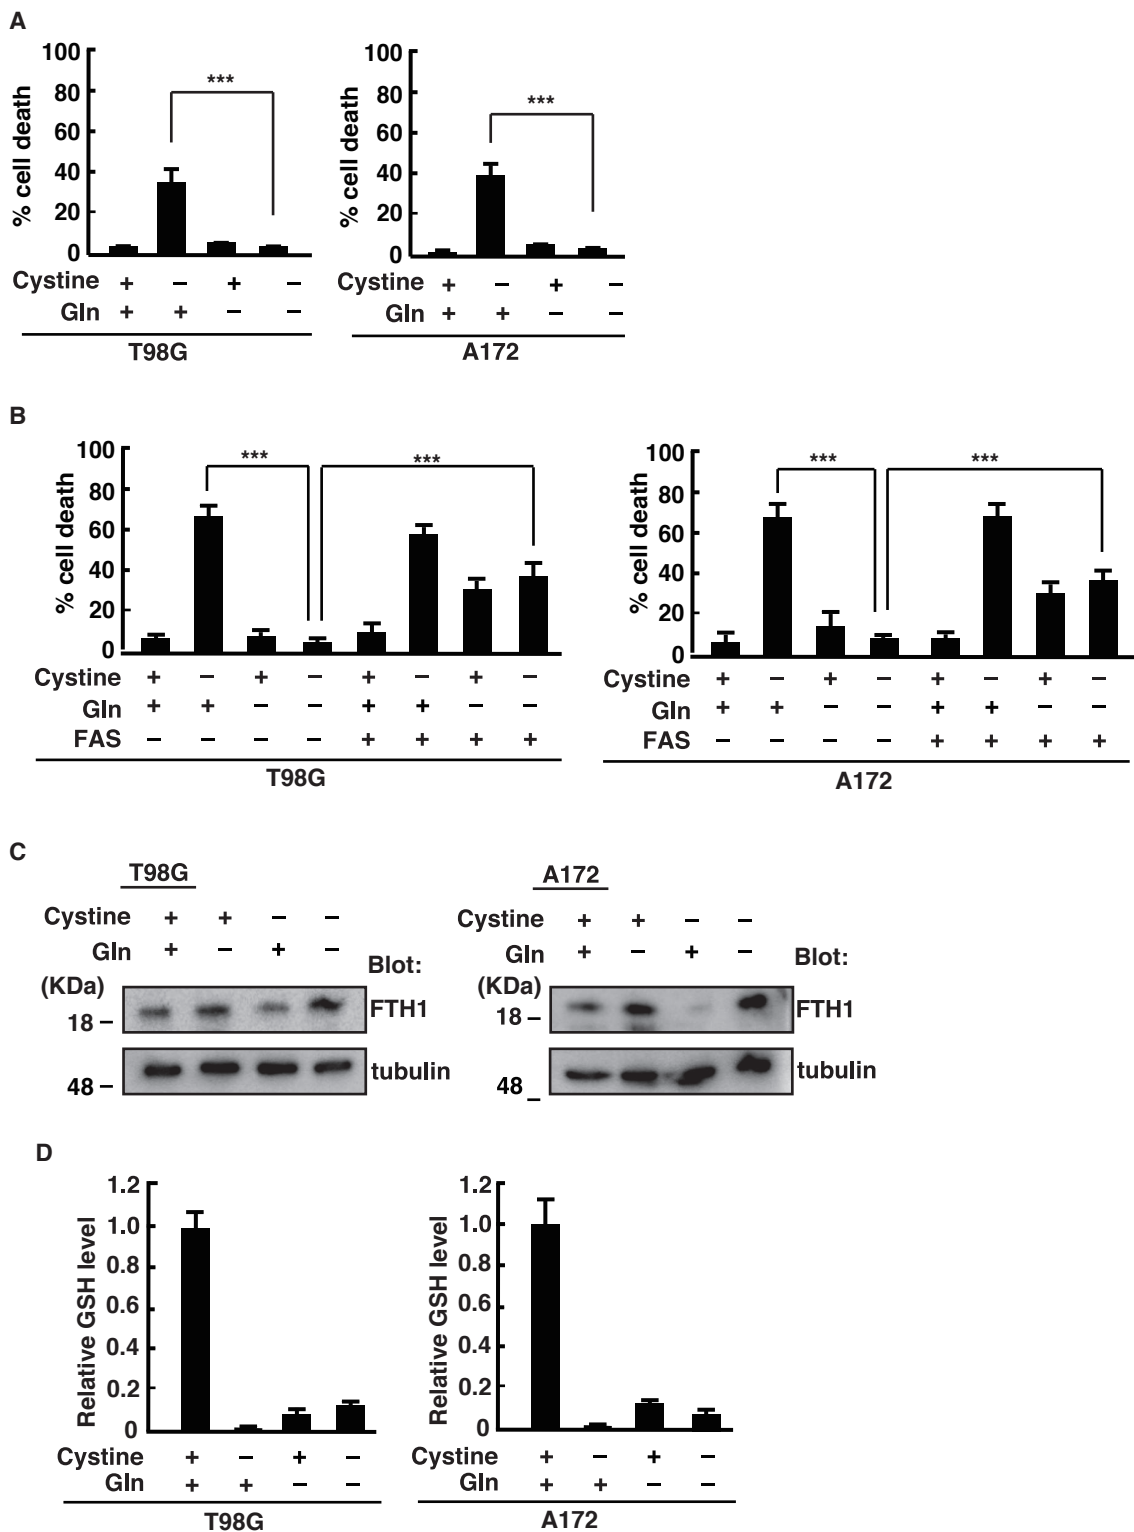 A
100
80
60
40
20
0
% cell death
***
Cystine + − + −
Gln + + − −
T98G
100
80
60
40
20
0
% cell death
***
Cystine + − + −
Gln + + − −
A172
B
100
80
60
40
20
0
% cell death
*** ***
Cystine + − + − + − + −
Gln + + − − + + − −
FAS − − − − + + + +
T98G
100
80
60
40
20
0
% cell death
*** ***
Cystine + − + − + − + −
Gln + + − − + + − −
FAS − − − − + + + +
A172
C
T98G
Cystine + + − −
Gln + − + −
Blot:
(KDa)
18 – FTH1
48 – tubulin
A172
Cystine + + − −
Gln + − + −
Blot:
(KDa)
18 – FTH1
48 _ tubulin
D
1.2
1.0
0.8
0.6
0.4
0.2
0
Relative GSH level
Cystine + − + −
Gln + + − −
T98G
1.2
1.0
0.8
0.6
0.4
0.2
0
Relative GSH level
Cystine + − + −
Gln + + − −
A172